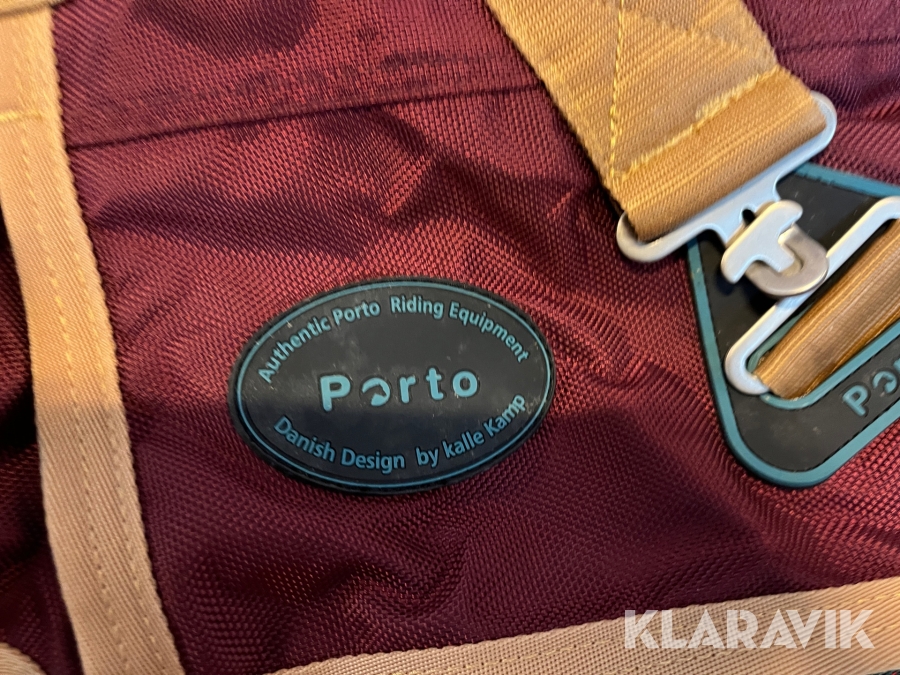 Authentic Porto Riding Equipment
Porto
Danish Design by kalle Kamp
KLARAVIK